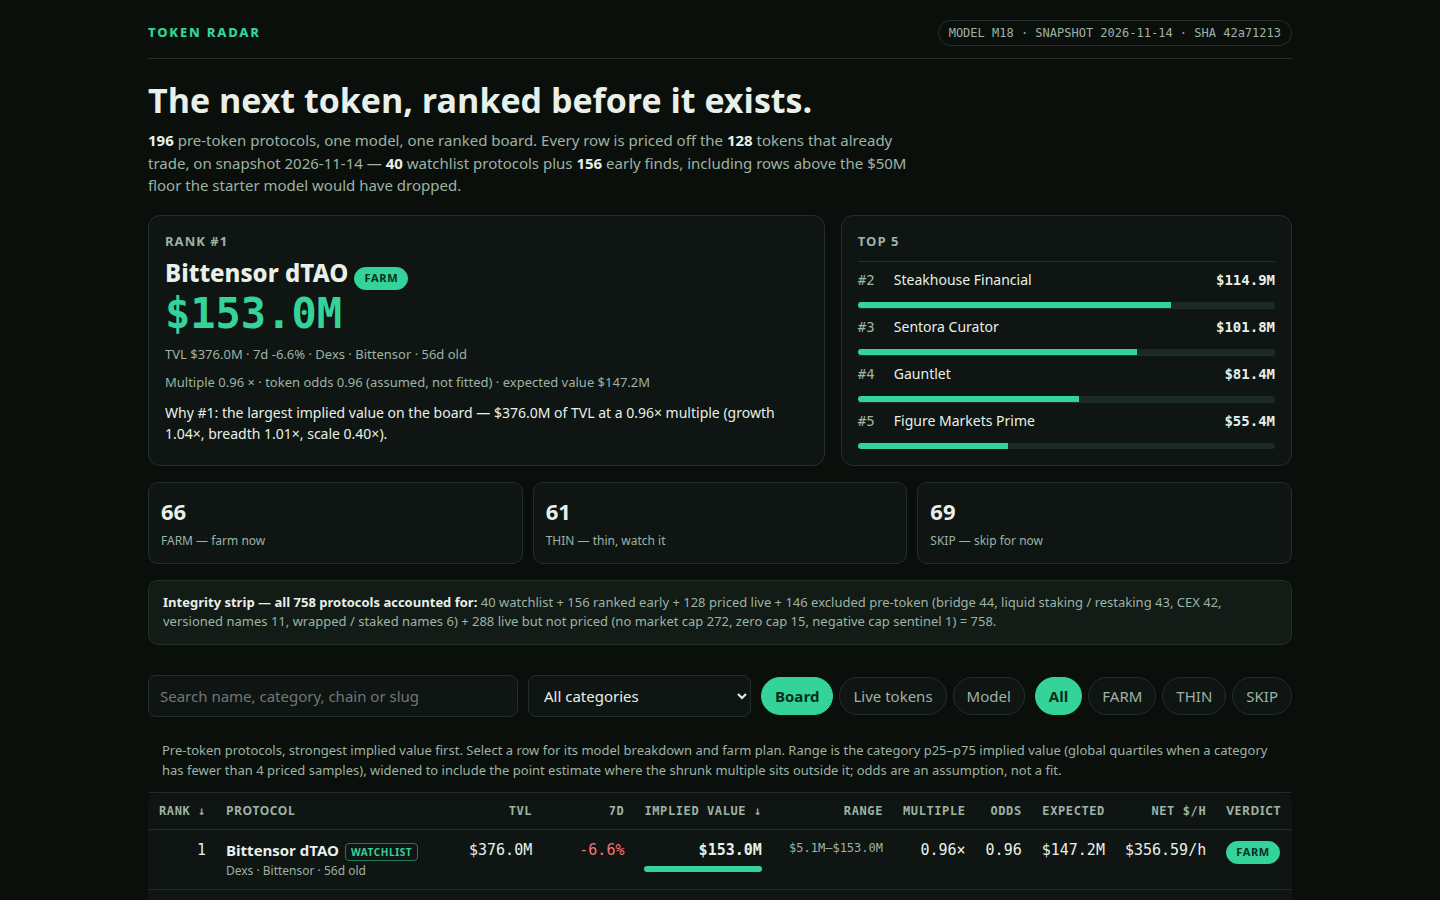 TOKEN RADAR
MODEL M18 · SNAPSHOT 2026-11-14 · SHA 42a71213
The next token, ranked before it exists.
196 pre-token protocols, one model, one ranked board. Every row is priced off the 128 tokens that already
trade, on snapshot 2026-11-14 — 40 watchlist protocols plus 156 early finds, including rows above the $50M
floor the starter model would have dropped.
RANK #1
Bittensor dTAO FARM
$153.0M
TVL $376.0M · 7d -6.6% · Dexs · Bittensor · 56d old
Multiple 0.96 × · token odds 0.96 (assumed, not fitted) · expected value $147.2M
Why #1: the largest implied value on the board — $376.0M of TVL at a 0.96× multiple (growth
1.04×, breadth 1.01×, scale 0.40×).
TOP 5
#2 Steakhouse Financial $114.9M
#3 Sentora Curator $101.8M
#4 Gauntlet $81.4M
#5 Figure Markets Prime $55.4M
66
FARM — farm now
61
THIN — thin, watch it
69
SKIP — skip for now
Integrity strip — all 758 protocols accounted for: 40 watchlist + 156 ranked early + 128 priced live + 146 excluded pre-token (bridge 44, liquid staking / restaking 43, CEX 42,
versioned names 11, wrapped / staked names 6) + 288 live but not priced (no market cap 272, zero cap 15, negative cap sentinel 1) = 758.
Search name, category, chain or slug
All categories
Board Live tokens Model All FARM THIN SKIP
Pre-token protocols, strongest implied value first. Select a row for its model breakdown and farm plan. Range is the category p25–p75 implied value (global quartiles when a category
has fewer than 4 priced samples), widened to include the point estimate where the shrunk multiple sits outside it; odds are an assumption, not a fit.
RANK ↓ PROTOCOL TVL 7D IMPLIED VALUE ↓ RANGE MULTIPLE ODDS EXPECTED NET $/H VERDICT
1 Bittensor dTAO WATCHLIST $376.0M -6.6% $153.0M $5.1M–$153.0M 0.96× 0.96 $147.2M $356.59/h FARM
Dexs · Bittensor · 56d old